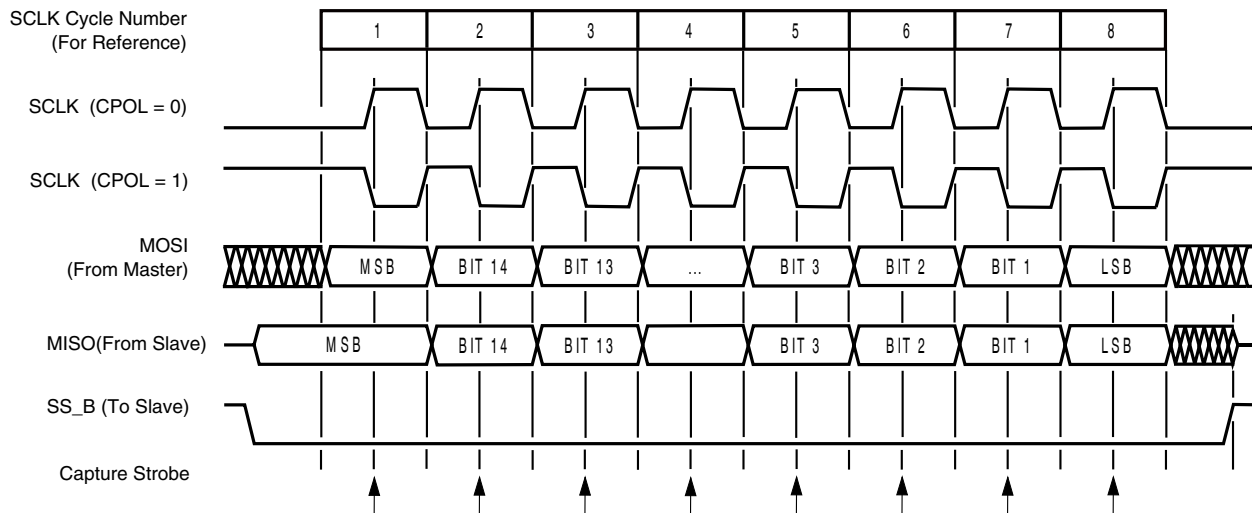 SCLK Cycle Number
(For Reference)
1 2 3 4 5 6 7 8
SCLK (CPOL = 0)
SCLK (CPOL = 1)
MOSI
(From Master)
MSB BIT 14 BIT 13 ... BIT 3 BIT 2 BIT 1 LSB
MISO(From Slave)
MSB BIT 14 BIT 13 BIT 3 BIT 2 BIT 1 LSB
SS_B (To Slave)
Capture Strobe